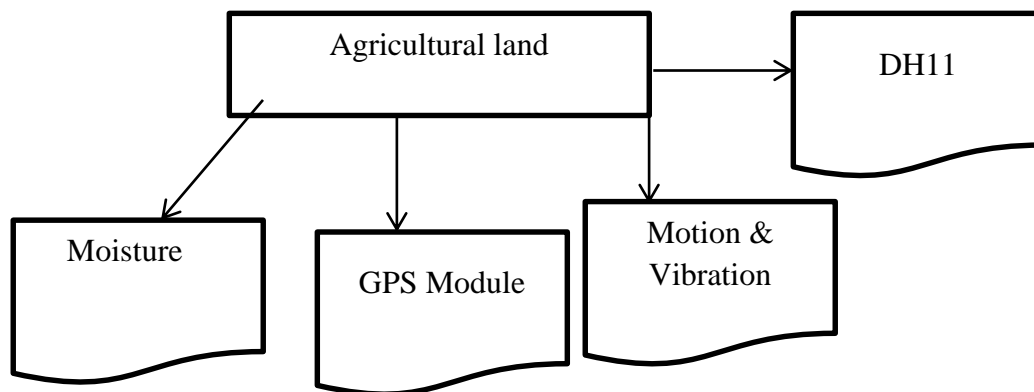 Agricultural land
DH11
Moisture
GPS Module
Motion &
Vibration